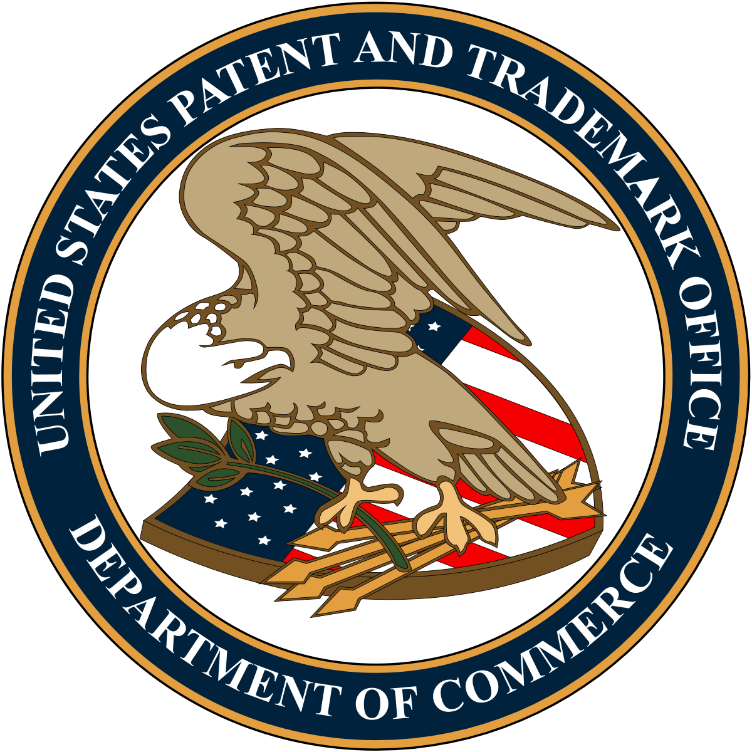 UNITED STATES PATENT AND TRADEMARK OFFICE
DEPARTMENT OF COMMERCE